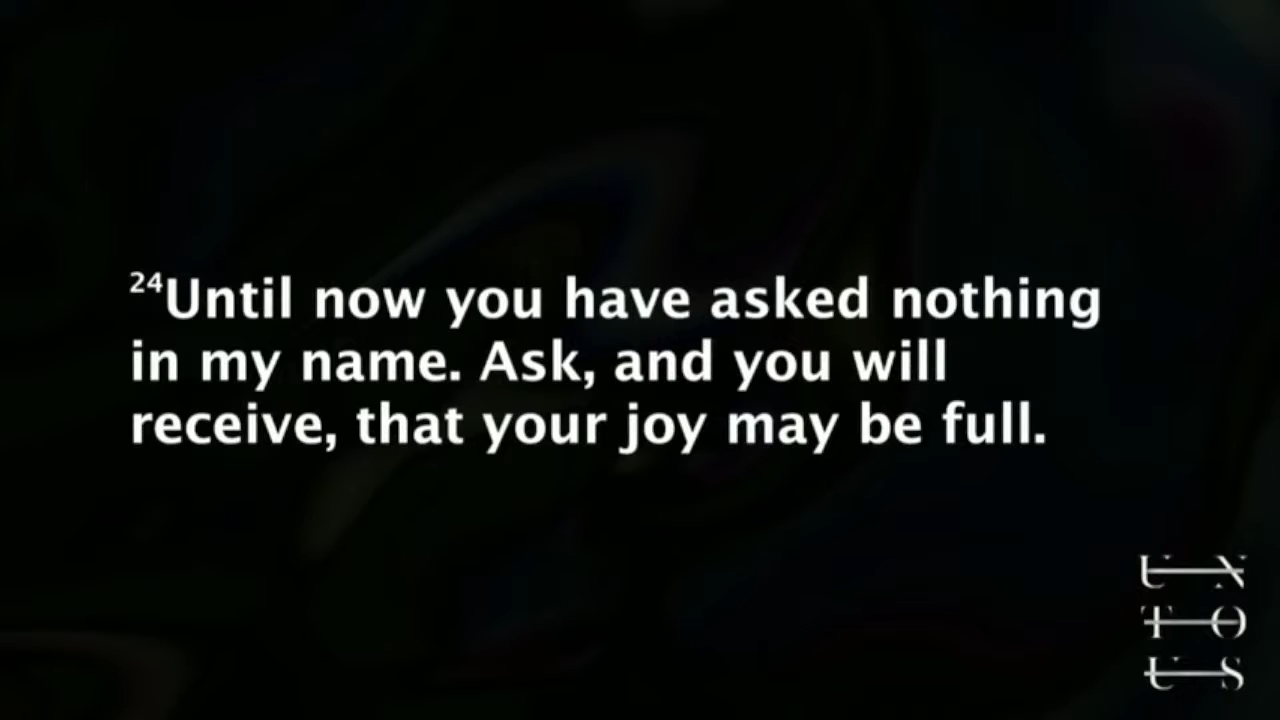 24Until now you have asked nothing
in my name. Ask, and you will
receive, that your joy may be full.
UN
TO
US